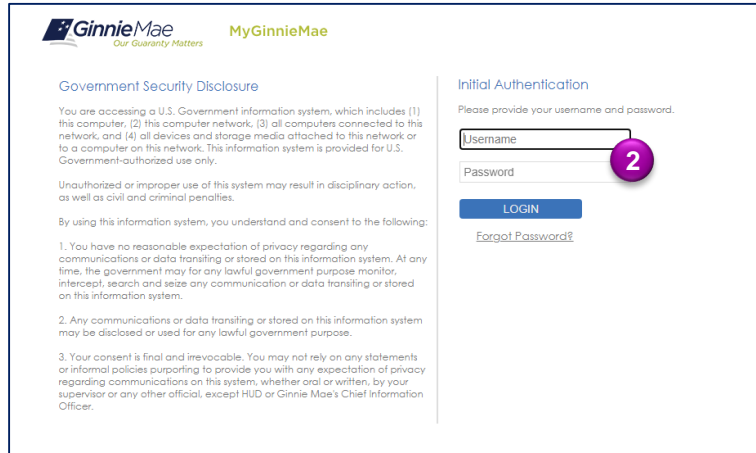 GinnieMae
Our Guaranty Matters
MyGinnieMae
Government Security Disclosure
You are accessing a U.S. Government information system, which includes (1)
this computer, (2) this computer network, (3) all computers connected to this
network, and (4) all devices and storage media attached to this network or
to a computer on this network. This information system is provided for U.S.
Government-authorized use only.
Unauthorized or improper use of this system may result in disciplinary action,
as well as civil and criminal penalties.
By using this information system, you understand and consent to the following:
1. You have no reasonable expectation of privacy regarding any
communications or data transiting or stored on this information system. At any
time, the government may for any lawful government purpose monitor,
intercept, search and seize any communication or data transiting or stored
on this information system.
2. Any communications or data transiting or stored on this information system
may be disclosed or used for any lawful government purpose.
3. Your consent is final and irrevocable. You may not rely on any statements
or informal policies purporting to provide you with any expectation of privacy
regarding communications on this system, whether oral or written, by your
supervisor or any other official, except HUD or Ginnie Mae's Chief Information
Officer.
Initial Authentication
Please provide your username and password.
Username
2
Password
LOGIN
Forgot Password?